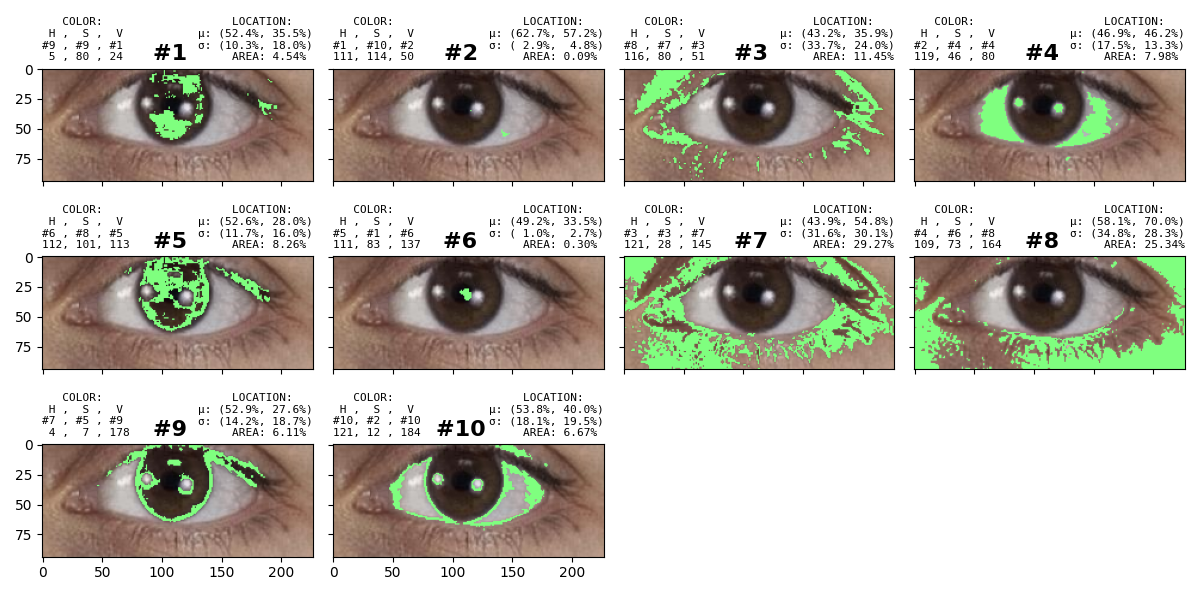 COLOR: LOCATION: COLOR: LOCATION: COLOR: LOCATION: COLOR: LOCATION:
H , S , V μ: (52.4%, 35.5%) H , S , V μ: (62.7%, 57.2%) H , S , V μ: (43.2%, 35.9%) H , S , V μ: (46.9%, 46.2%)
#9 , #9 , #1 #1 σ: (10.3%, 18.0%) #1 , #10, #2 #2 σ: ( 2.9%, 4.8%) #8 , #7 , #3 #3 σ: (33.7%, 24.0%) #2 , #4 , #4 #4 σ: (17.5%, 13.3%)
5 , 80 , 24 AREA: 4.54% 111, 114, 50 AREA: 0.09% 116, 80 , 51 AREA: 11.45% 119, 46 , 80 AREA: 7.98%
0
25
50
75
COLOR: LOCATION: COLOR: LOCATION: COLOR: LOCATION: COLOR: LOCATION:
H , S , V μ: (52.6%, 28.0%) H , S , V μ: (49.2%, 33.5%) H , S , V μ: (43.9%, 54.8%) H , S , V μ: (58.1%, 70.0%)
#6 , #8 , #5 #5 σ: (11.7%, 16.0%) #5 , #1 , #6 #6 σ: ( 1.0%, 2.7%) #3 , #3 , #7 #7 σ: (31.6%, 30.1%) #4 , #6 , #8 #8 σ: (34.8%, 28.3%)
112, 101, 113 AREA: 8.26% 111, 83 , 137 AREA: 0.30% 121, 28 , 145 AREA: 29.27% 109, 73 , 164 AREA: 25.34%
0
25
50
75
COLOR: LOCATION: COLOR: LOCATION:
H , S , V μ: (52.9%, 27.6%) H , S , V μ: (53.8%, 40.0%)
#7 , #5 , #9 #9 σ: (14.2%, 18.7%) #10, #2 , #10 #10 σ: (18.1%, 19.5%)
4 , 7 , 178 AREA: 6.11% 121, 12 , 184 AREA: 6.67%
0
25
50
75
0 50 100 150 200 0 50 100 150 200